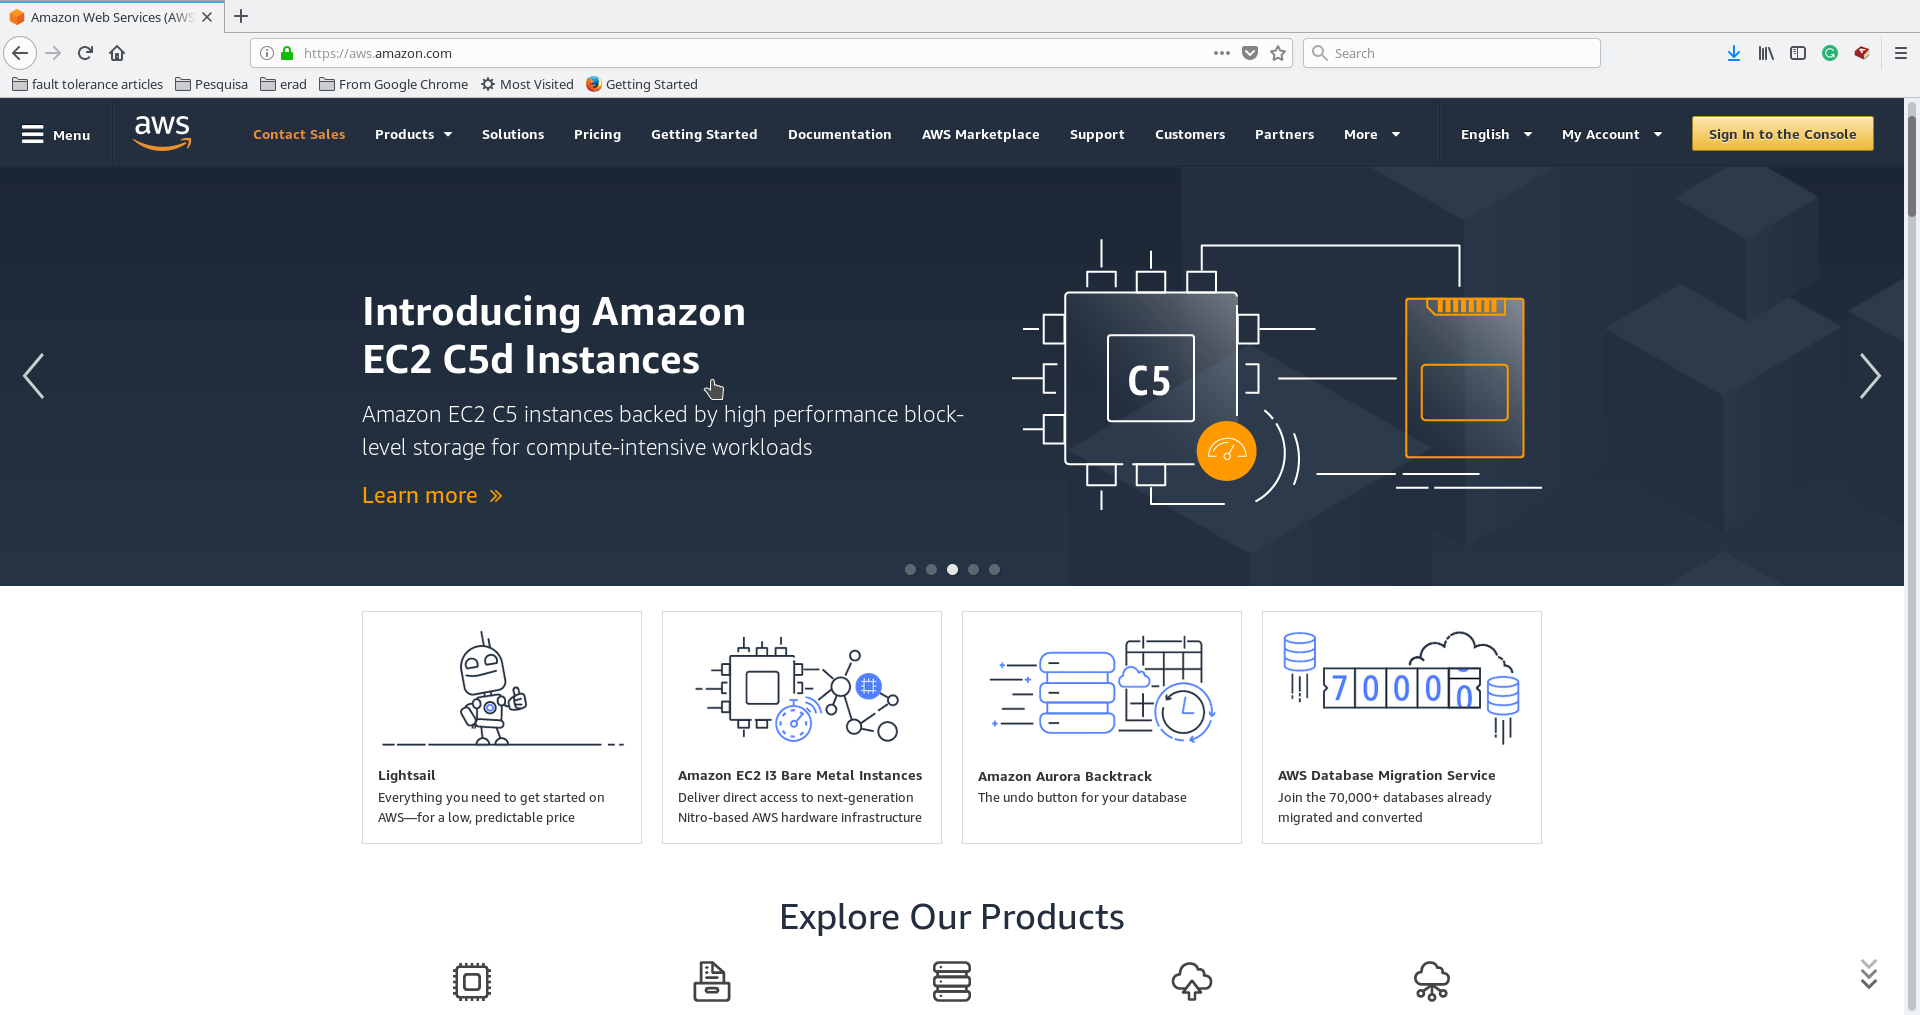 Amazon Web Services (AWS
https://aws.amazon.com
Search
fault tolerance articles Pesquisa erad From Google Chrome Most Visited Getting Started
Menu aws Contact Sales Products Solutions Pricing Getting Started Documentation AWS Marketplace Support Customers Partners More English My Account Sign In to the Console
Introducing Amazon
EC2 C5d Instances
Amazon EC2 C5 instances backed by high performance block-
level storage for compute-intensive workloads
Learn more »
C5
7 0 0 0 0
Lightsail
Everything you need to get started on
AWS—for a low, predictable price
Amazon EC2 I3 Bare Metal Instances
Deliver direct access to next-generation
Nitro-based AWS hardware infrastructure
Amazon Aurora Backtrack
The undo button for your database
AWS Database Migration Service
Join the 70,000+ databases already
migrated and converted
Explore Our Products